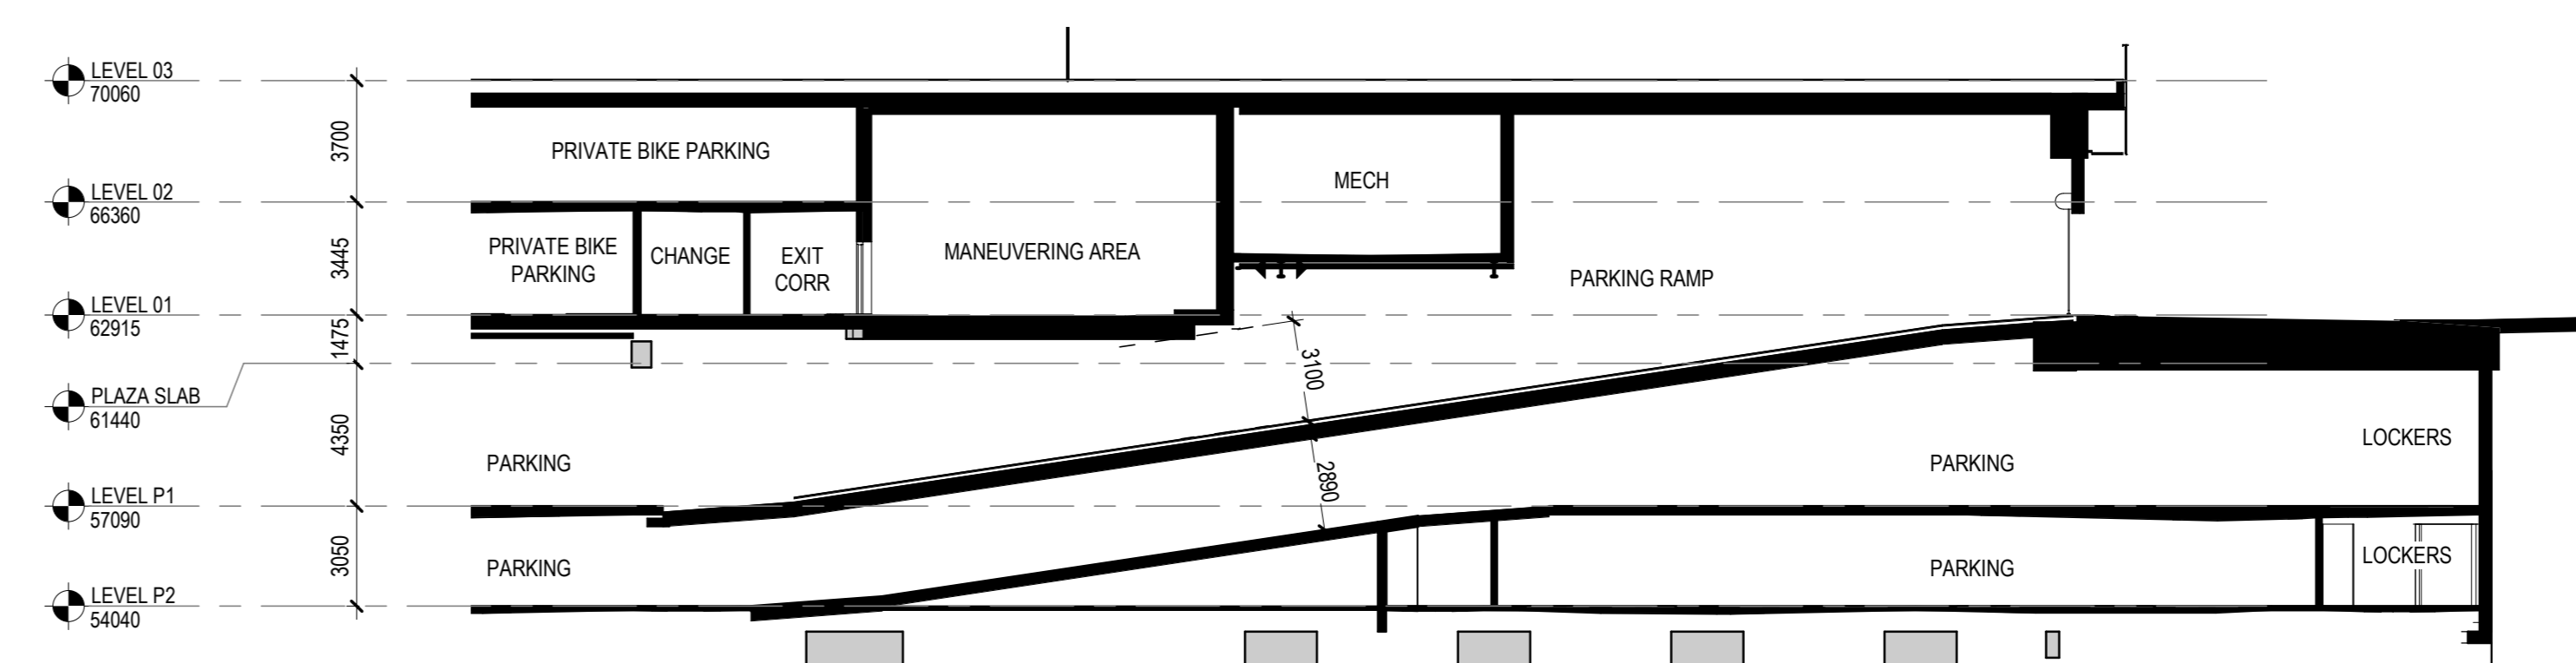 LEVEL 03
70060
3700
PRIVATE BIKE PARKING
MECH
LEVEL 02
66360
3445
PRIVATE BIKE
PARKING
CHANGE
EXIT
CORR
MANEUVERING AREA
PARKING RAMP
LEVEL 01
62915
1475
3100
PLAZA SLAB
61440
4350
PARKING
2890
PARKING
LOCKERS
LEVEL P1
57090
3050
PARKING
PARKING
LOCKERS
LEVEL P2
54040